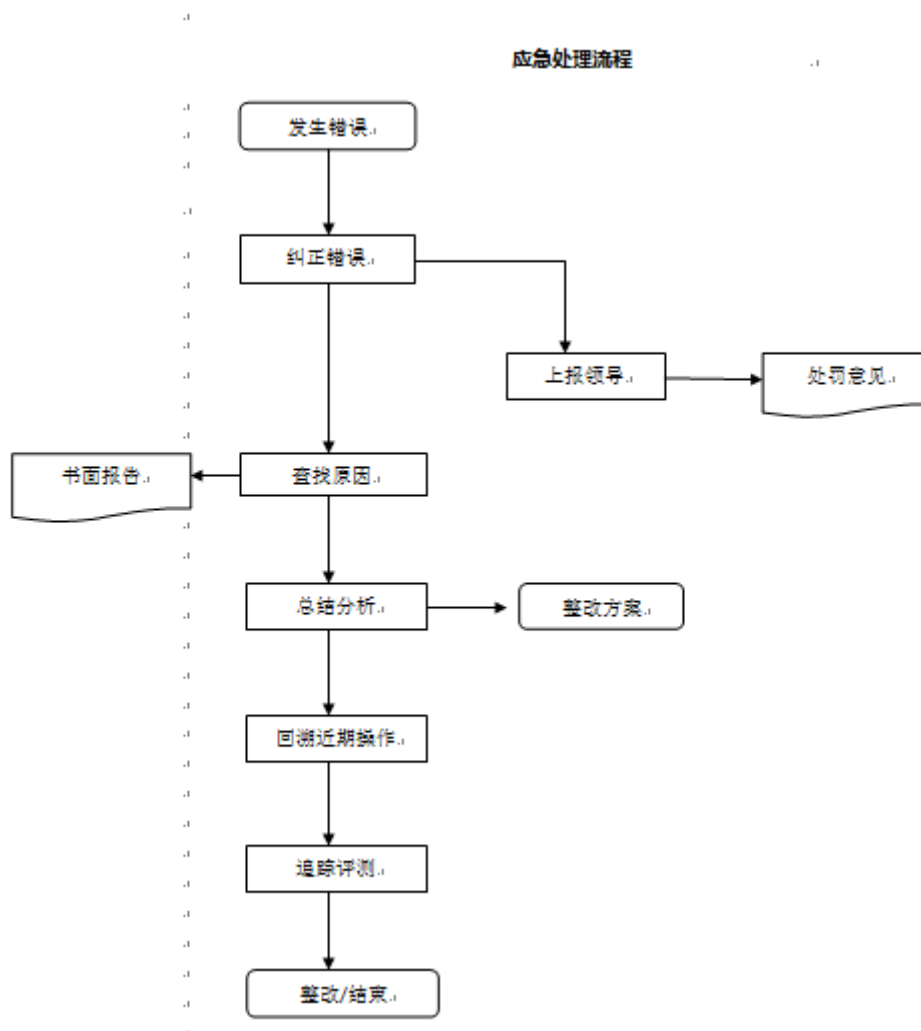 应急处理流程
发生错误
纠正错误
上报领导
处罚意见
书面报告
查找原因
总结分析
整改方案
回溯近期操作
追踪评测
整改/结束